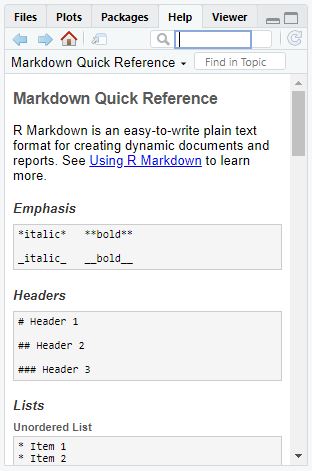 Files Plots Packages Help Viewer
Markdown Quick Reference Find in Topic
Markdown Quick Reference
R Markdown is an easy-to-write plain text
format for creating dynamic documents and
reports. See Using R Markdown to learn
more.
Emphasis
*italic*   **bold**
_italic_   __bold__
Headers
# Header 1
## Header 2
### Header 3
Lists
Unordered List
* Item 1
* Item 2